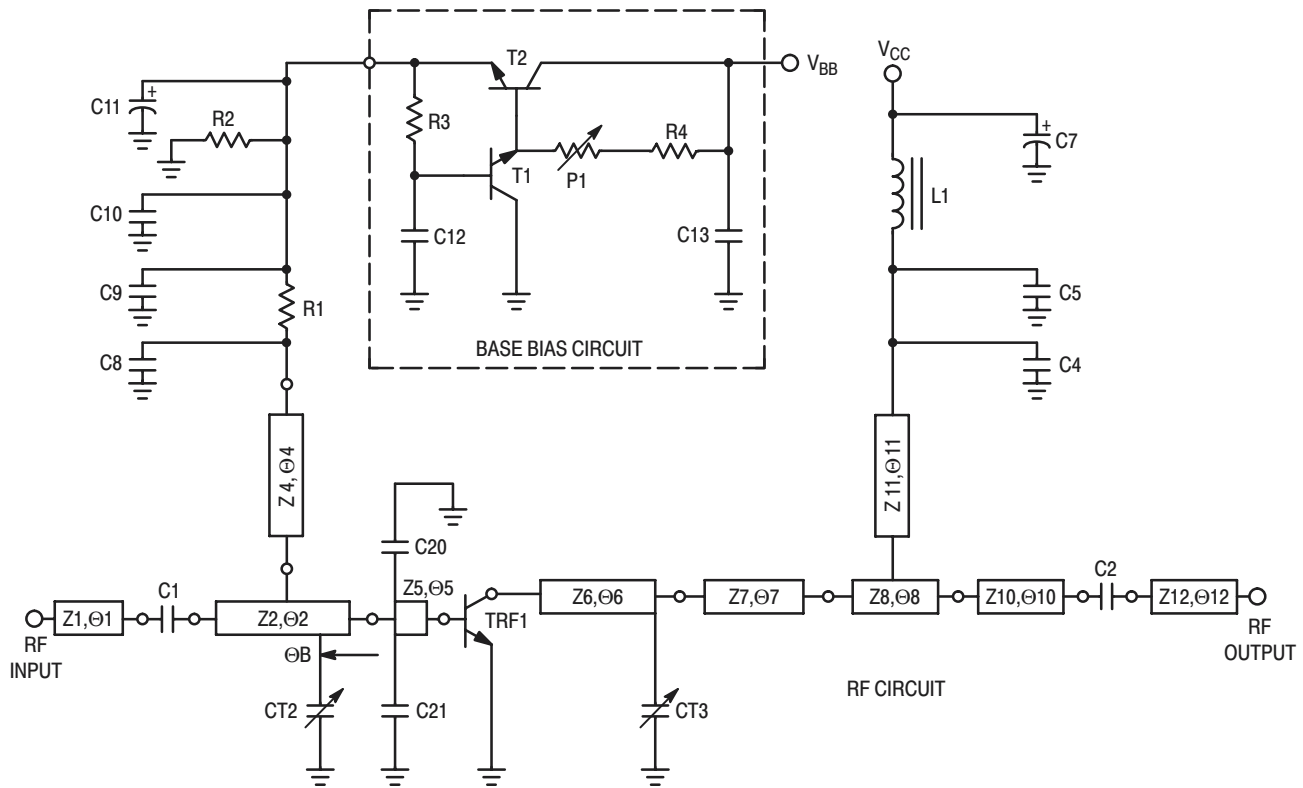 T2
V_BB
V_CC
C11
+
R2
R3
R4
T1
P1
+
C7
L1
C10
C12
C13
C9
R1
C5
C8
BASE BIAS CIRCUIT
C4
Z4,Θ4
Z11,Θ11
C20
C1
Z5,Θ5
C2
Z1,Θ1
Z2,Θ2
TRF1
Z6,Θ6
Z7,Θ7
Z8,Θ8
Z10,Θ10
Z12,Θ12
RF
INPUT
ΘB
RF
OUTPUT
RF CIRCUIT
CT2
C21
CT3